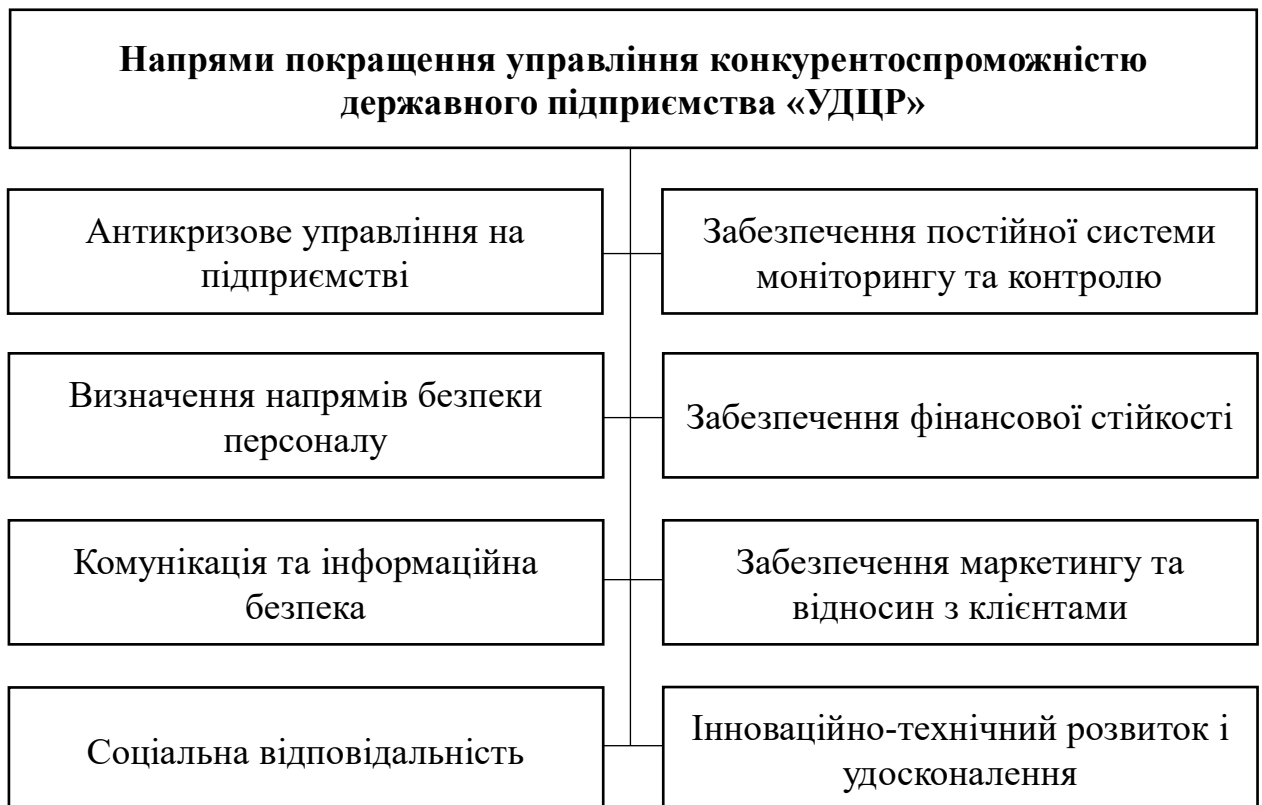 Напрями покращення управління конкурентоспроможністю
державного підприємства «УДЦР»
Антикризове управління на
підприємстві
Забезпечення постійної системи
моніторингу та контролю
Визначення напрямів безпеки
персоналу
Забезпечення фінансової стійкості
Комунікація та інформаційна
безпека
Забезпечення маркетингу та
відносин з клієнтами
Соціальна відповідальність
Інноваційно-технічний розвиток і
удосконалення